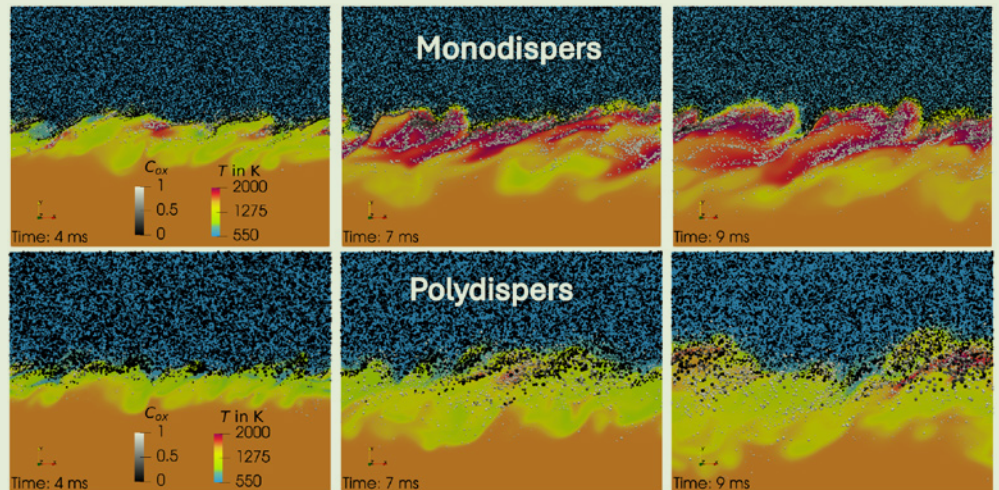 Monodispers
C_ox
T in K
1
2000
0.5
1275
0
550
Time: 4 ms
Time: 7 ms
Time: 9 ms
Polydispers
C_ox
T in K
1
2000
0.5
1275
0
550
Time: 4 ms
Time: 7 ms
Time: 9 ms